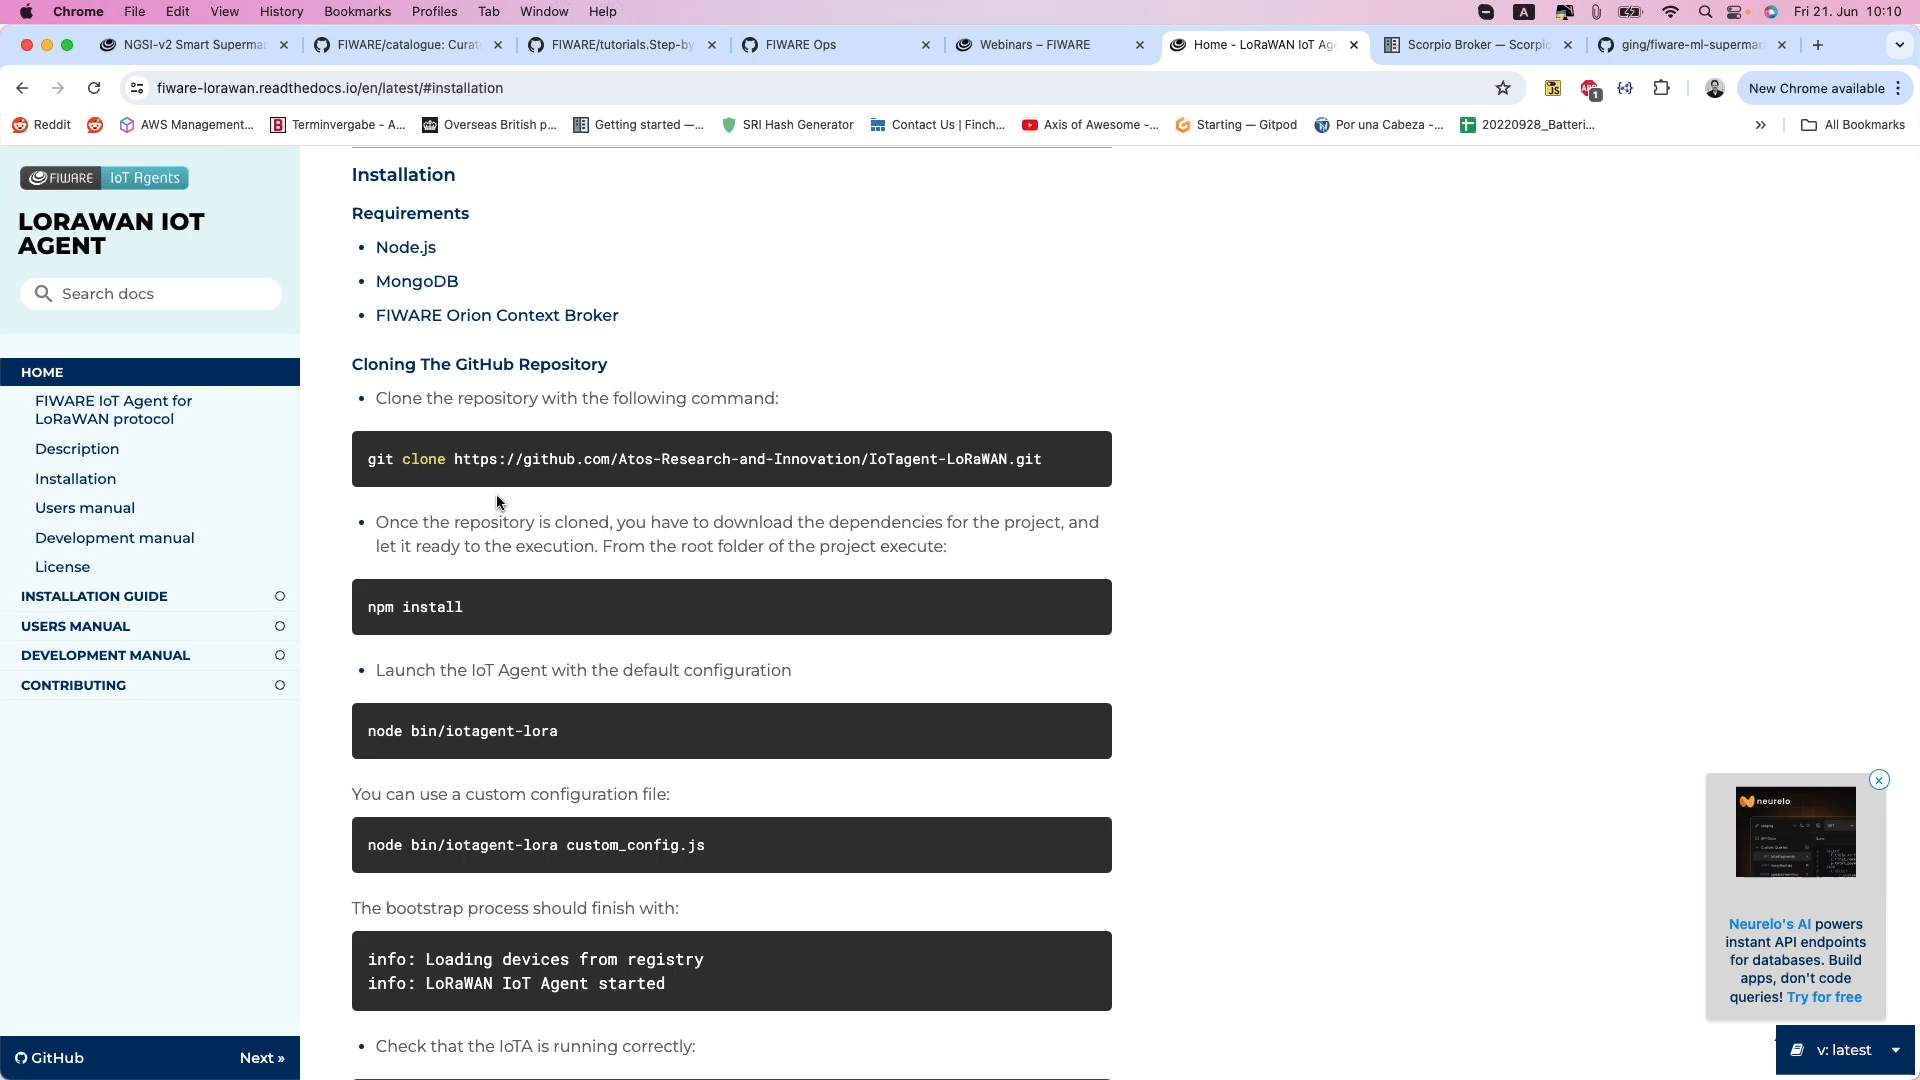 Chrome File Edit View History Bookmarks Profiles Tab Window Help
A Fri 21. Jun 10:10
NGSI-v2 Smart Superma
FIWARE/catalogue: Curat
FIWARE/tutorials.Step-by
FIWARE Ops
Webinars – FIWARE
Home - LoRaWAN IoT Age
Scorpio Broker — Scorpio
ging/fiware-ml-supermar
fiware-lorawan.readthedocs.io/en/latest/#installation
New Chrome available
Reddit
AWS Management...
Terminvergabe - A...
Overseas British p...
Getting started —...
SRI Hash Generator
Contact Us | Finch...
Axis of Awesome -...
Starting — Gitpod
Por una Cabeza -...
20220928_Batteri...
All Bookmarks
FIWARE IoT Agents
LORAWAN IOT
AGENT
Search docs
HOME
FIWARE IoT Agent for
LoRaWAN protocol
Description
Installation
Users manual
Development manual
License
INSTALLATION GUIDE
USERS MANUAL
DEVELOPMENT MANUAL
CONTRIBUTING
GitHub
Next »
Installation
Requirements
Node.js
MongoDB
FIWARE Orion Context Broker
Cloning The GitHub Repository
Clone the repository with the following command:
git clone https://github.com/Atos-Research-and-Innovation/IoTagent-LoRaWAN.git
Once the repository is cloned, you have to download the dependencies for the project, and
let it ready to the execution. From the root folder of the project execute:
npm install
Launch the IoT Agent with the default configuration
node bin/iotagent-lora
You can use a custom configuration file:
node bin/iotagent-lora custom_config.js
The bootstrap process should finish with:
info: Loading devices from registry
info: LoRaWAN IoT Agent started
Check that the IoTA is running correctly:
neurelo
Neurelo's AI powers
instant API endpoints
for databases. Build
apps, don't code
queries! Try for free
v: latest